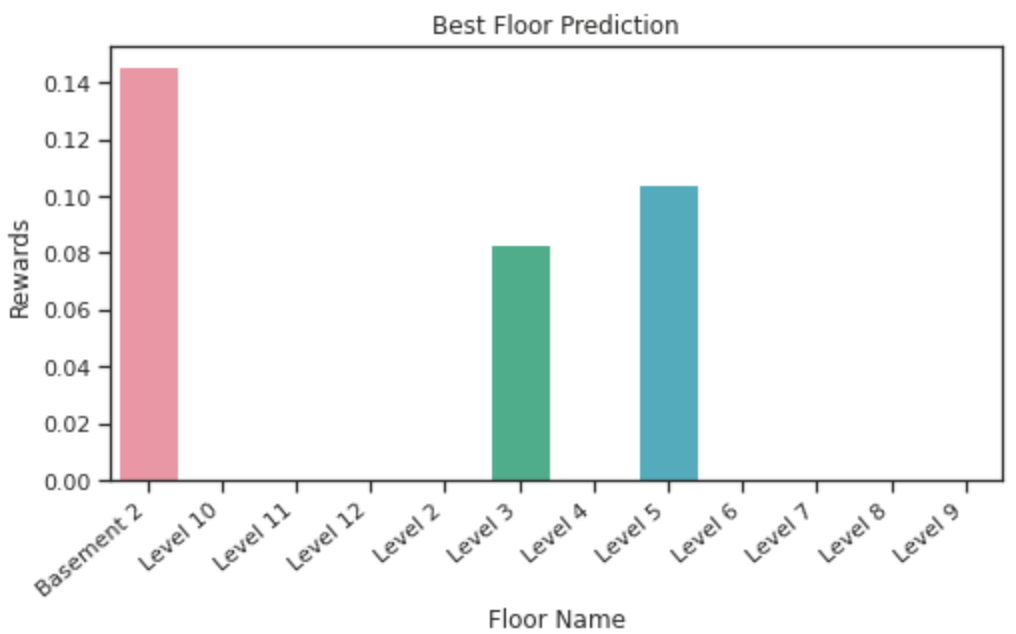 Best Floor Prediction
Rewards
0.14
0.12
0.10
0.08
0.06
0.04
0.02
0.00
Basement 2
Level 10
Level 11
Level 12
Level 2
Level 3
Level 4
Level 5
Level 6
Level 7
Level 8
Level 9
Floor Name